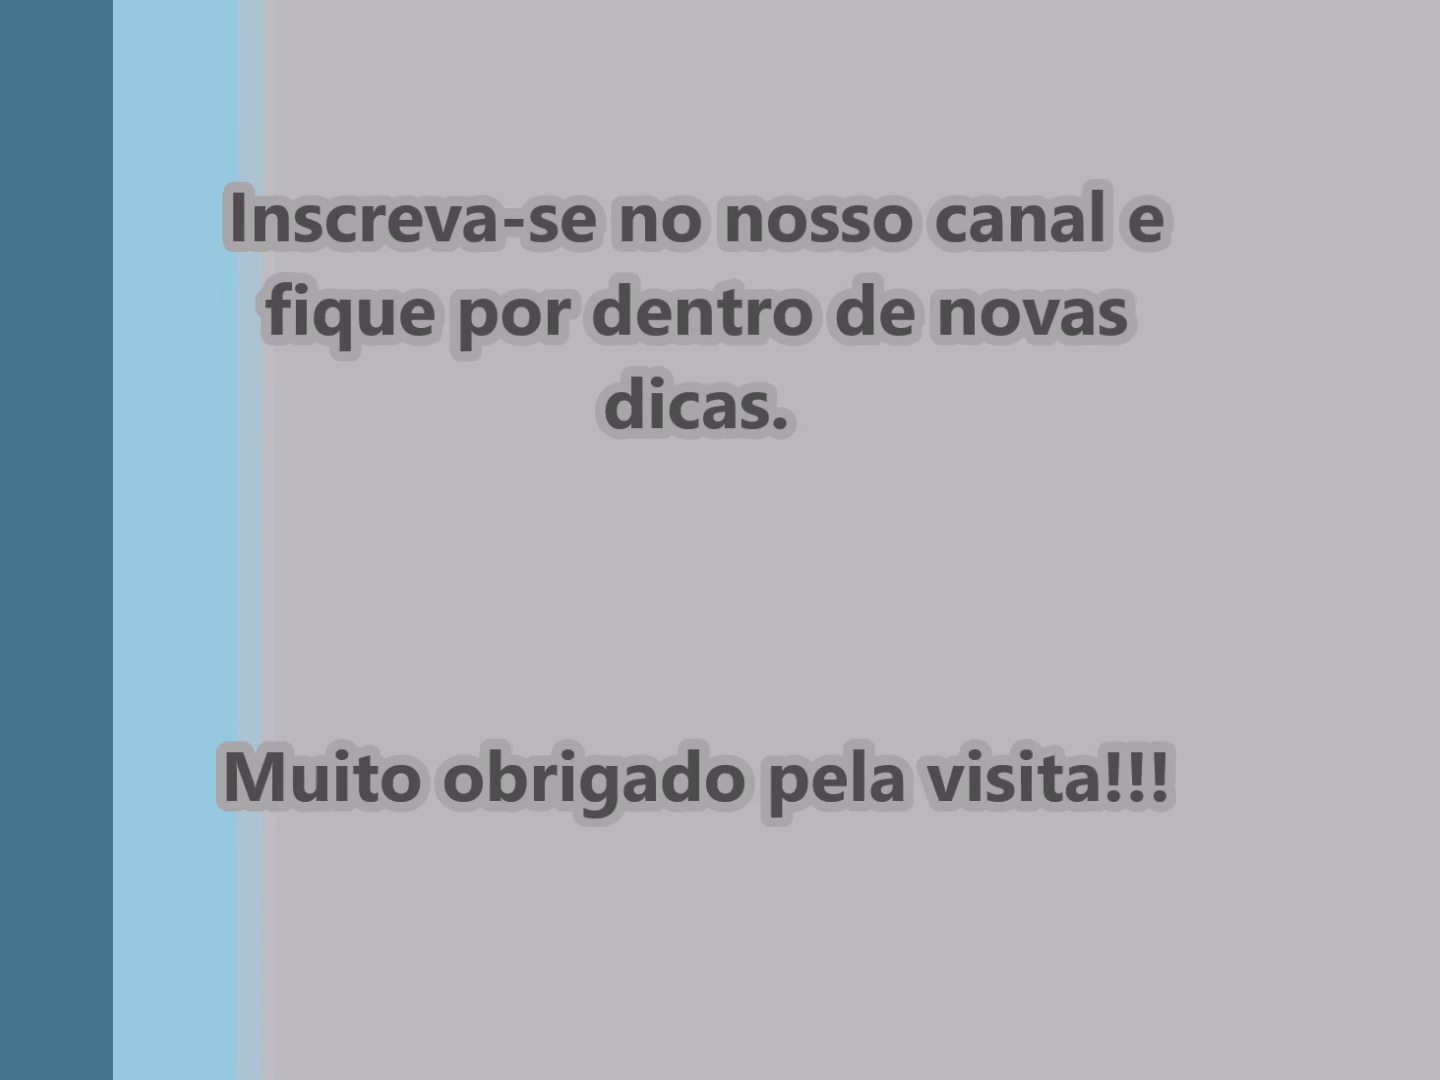 Inscreva-se no nosso canal e
fique por dentro de novas
dicas.
Muito obrigado pela visita!!!